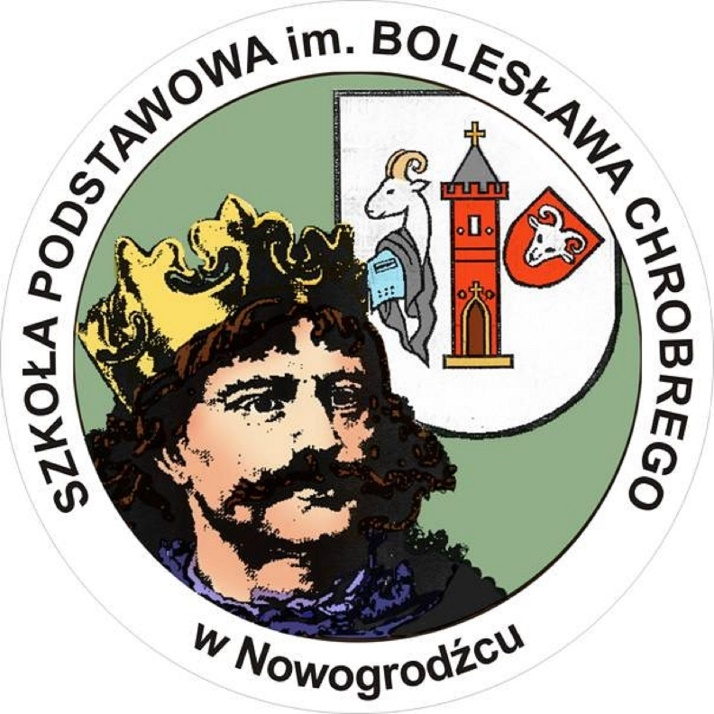 SZKOŁA PODSTAWOWA im. BOLESŁAWA CHROBREGO
w Nowogrodźcu